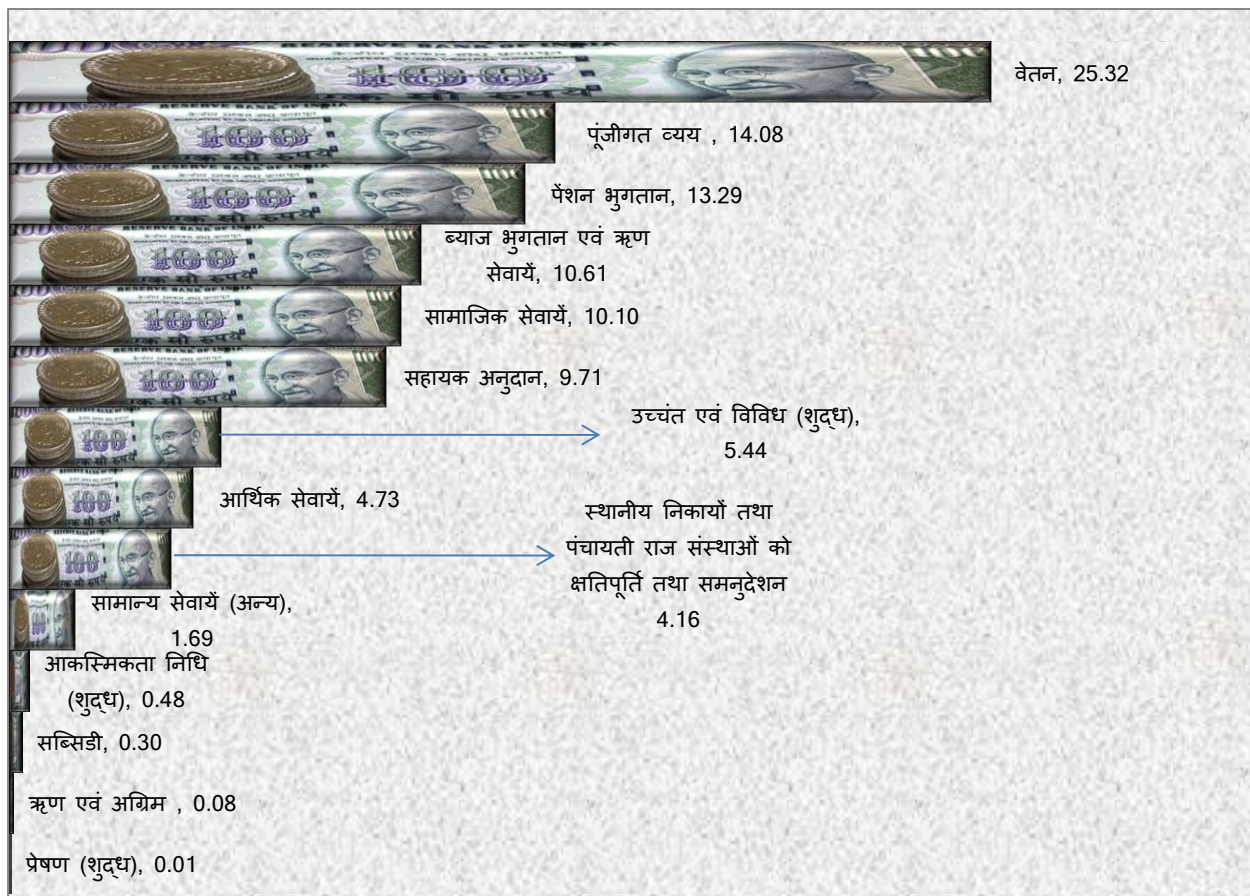 वेतन, 25.32
पूंजीगत व्यय , 14.08
पेंशन भुगतान, 13.29
ब्याज भुगतान एवं ऋण
सेवायें, 10.61
सामाजिक सेवायें, 10.10
सहायक अनुदान, 9.71
उच्चंत एवं विविध (शुद्ध),
5.44
आर्थिक सेवायें, 4.73
स्थानीय निकायों तथा
पंचायती राज संस्थाओं को
क्षतिपूर्ति तथा समनुदेशन
4.16
सामान्य सेवायें (अन्य),
1.69
आकस्मिकता निधि
(शुद्ध), 0.48
सब्सिडी, 0.30
ऋण एवं अग्रिम , 0.08
प्रेषण (शुद्ध), 0.01